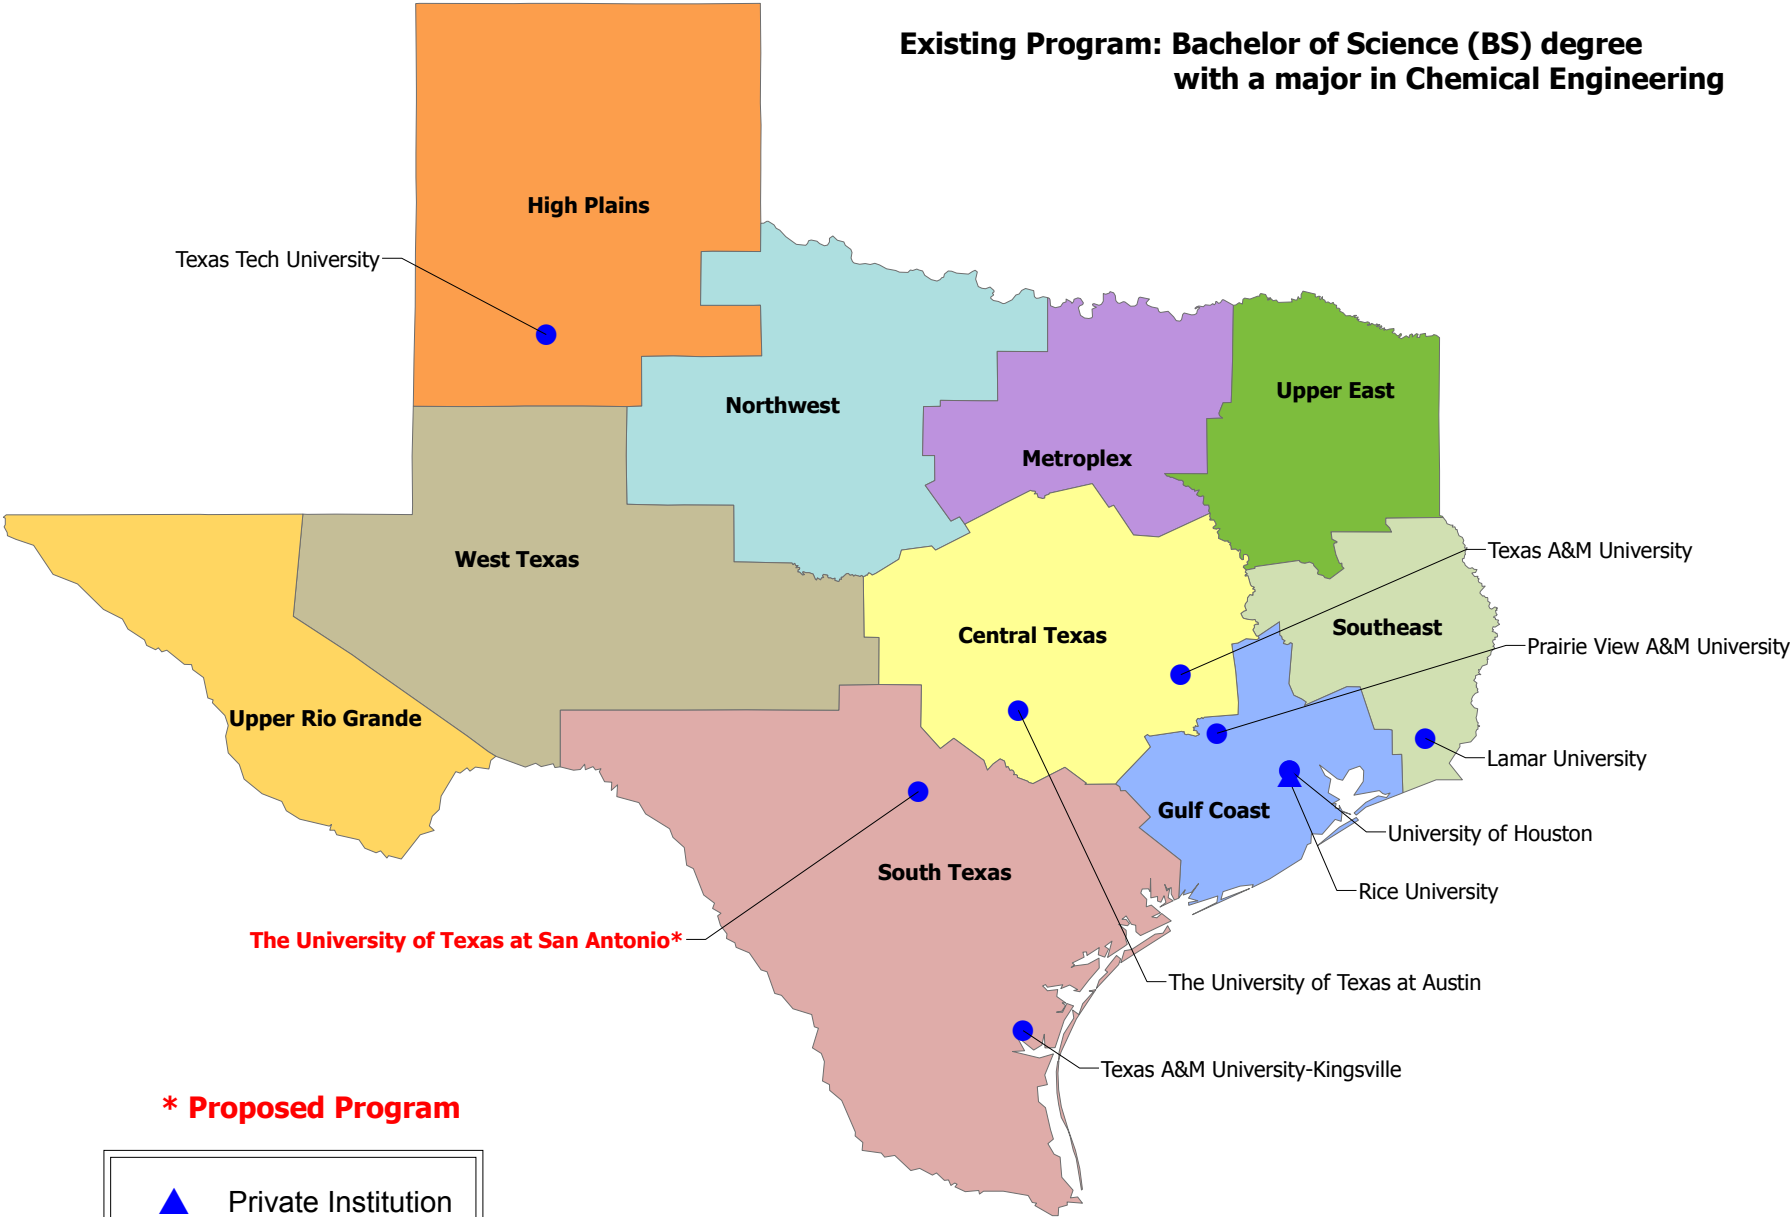 Existing Program: Bachelor of Science (BS) degree
with a major in Chemical Engineering
High Plains
Texas Tech University
Northwest
Upper East
Metroplex
West Texas
Texas A&M University
Central Texas
Southeast
Prairie View A&M University
Upper Rio Grande
Lamar University
Gulf Coast
University of Houston
South Texas
Rice University
The University of Texas at San Antonio*
The University of Texas at Austin
Texas A&M University-Kingsville
* Proposed Program
Private Institution